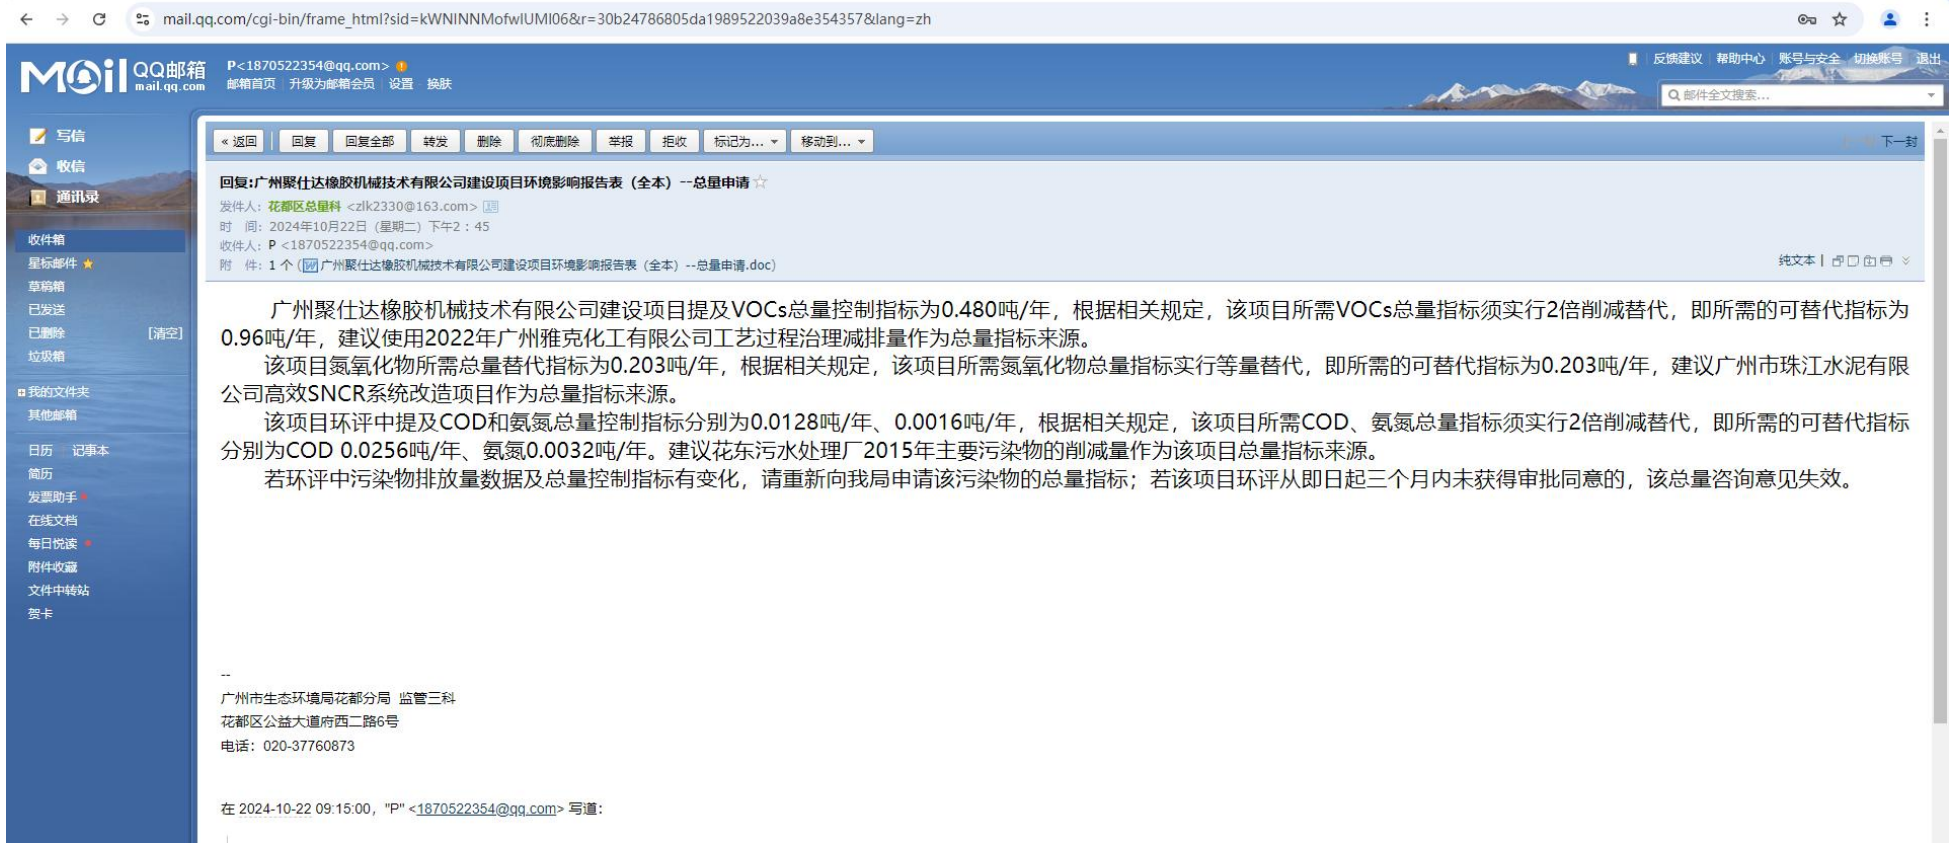 mail.qq.com/cgi-bin/frame_html?sid=kWNINNMofwIUMI06&r=30b24786805da1989522039a8e354357&lang=zh
Mail QQ邮箱
mail.qq.com
P<1870522354@qq.com>
邮箱首页 升级为邮箱会员 设置 换肤
反馈建议 帮助中心 账号与安全 切换账号 退出
邮件全文搜索...
写信
收信
通讯录
收件箱
星标邮件
草稿箱
已发送
已删除 [清空]
垃圾箱
我的文件夹
其他邮箱
日历 记事本
简历
发票助手
在线文档
每日悦读
附件收藏
文件中转站
贺卡
« 返回 回复 回复全部 转发 删除 彻底删除 举报 拒收 标记为... 移动到... 下一封
回复:广州聚仕达橡胶机械技术有限公司建设项目环境影响报告表（全本）--总量申请
发件人：花都区总量科 <zlk2330@163.com>
时 间：2024年10月22日（星期二）下午2：45
收件人：P <1870522354@qq.com>
附 件：1 个 (广州聚仕达橡胶机械技术有限公司建设项目环境影响报告表（全本）--总量申请.doc)
纯文本 |
广州聚仕达橡胶机械技术有限公司建设项目提及VOCs总量控制指标为0.480吨/年，根据相关规定，该项目所需VOCs总量指标须实行2倍削减替代，即所需的可替代指标为
0.96吨/年，建议使用2022年广州雅克化工有限公司工艺过程治理减排量作为总量指标来源。
该项目氮氧化物所需总量替代指标为0.203吨/年，根据相关规定，该项目所需氮氧化物总量指标实行等量替代，即所需的可替代指标为0.203吨/年，建议广州市珠江水泥有限
公司高效SNCR系统改造项目作为总量指标来源。
该项目环评中提及COD和氨氮总量控制指标分别为0.0128吨/年、0.0016吨/年，根据相关规定，该项目所需COD、氨氮总量指标须实行2倍削减替代，即所需的可替代指标
分别为COD 0.0256吨/年、氨氮0.0032吨/年。建议花东污水处理厂2015年主要污染物的削减量作为该项目总量指标来源。
若环评中污染物排放量数据及总量控制指标有变化，请重新向我局申请该污染物的总量指标；若该项目环评从即日起三个月内未获得审批同意的，该总量咨询意见失效。
--
广州市生态环境局花都分局 监管三科
花都区公益大道府西二路6号
电话：020-37760873
在 2024-10-22 09:15:00，"P" <1870522354@qq.com> 写道：